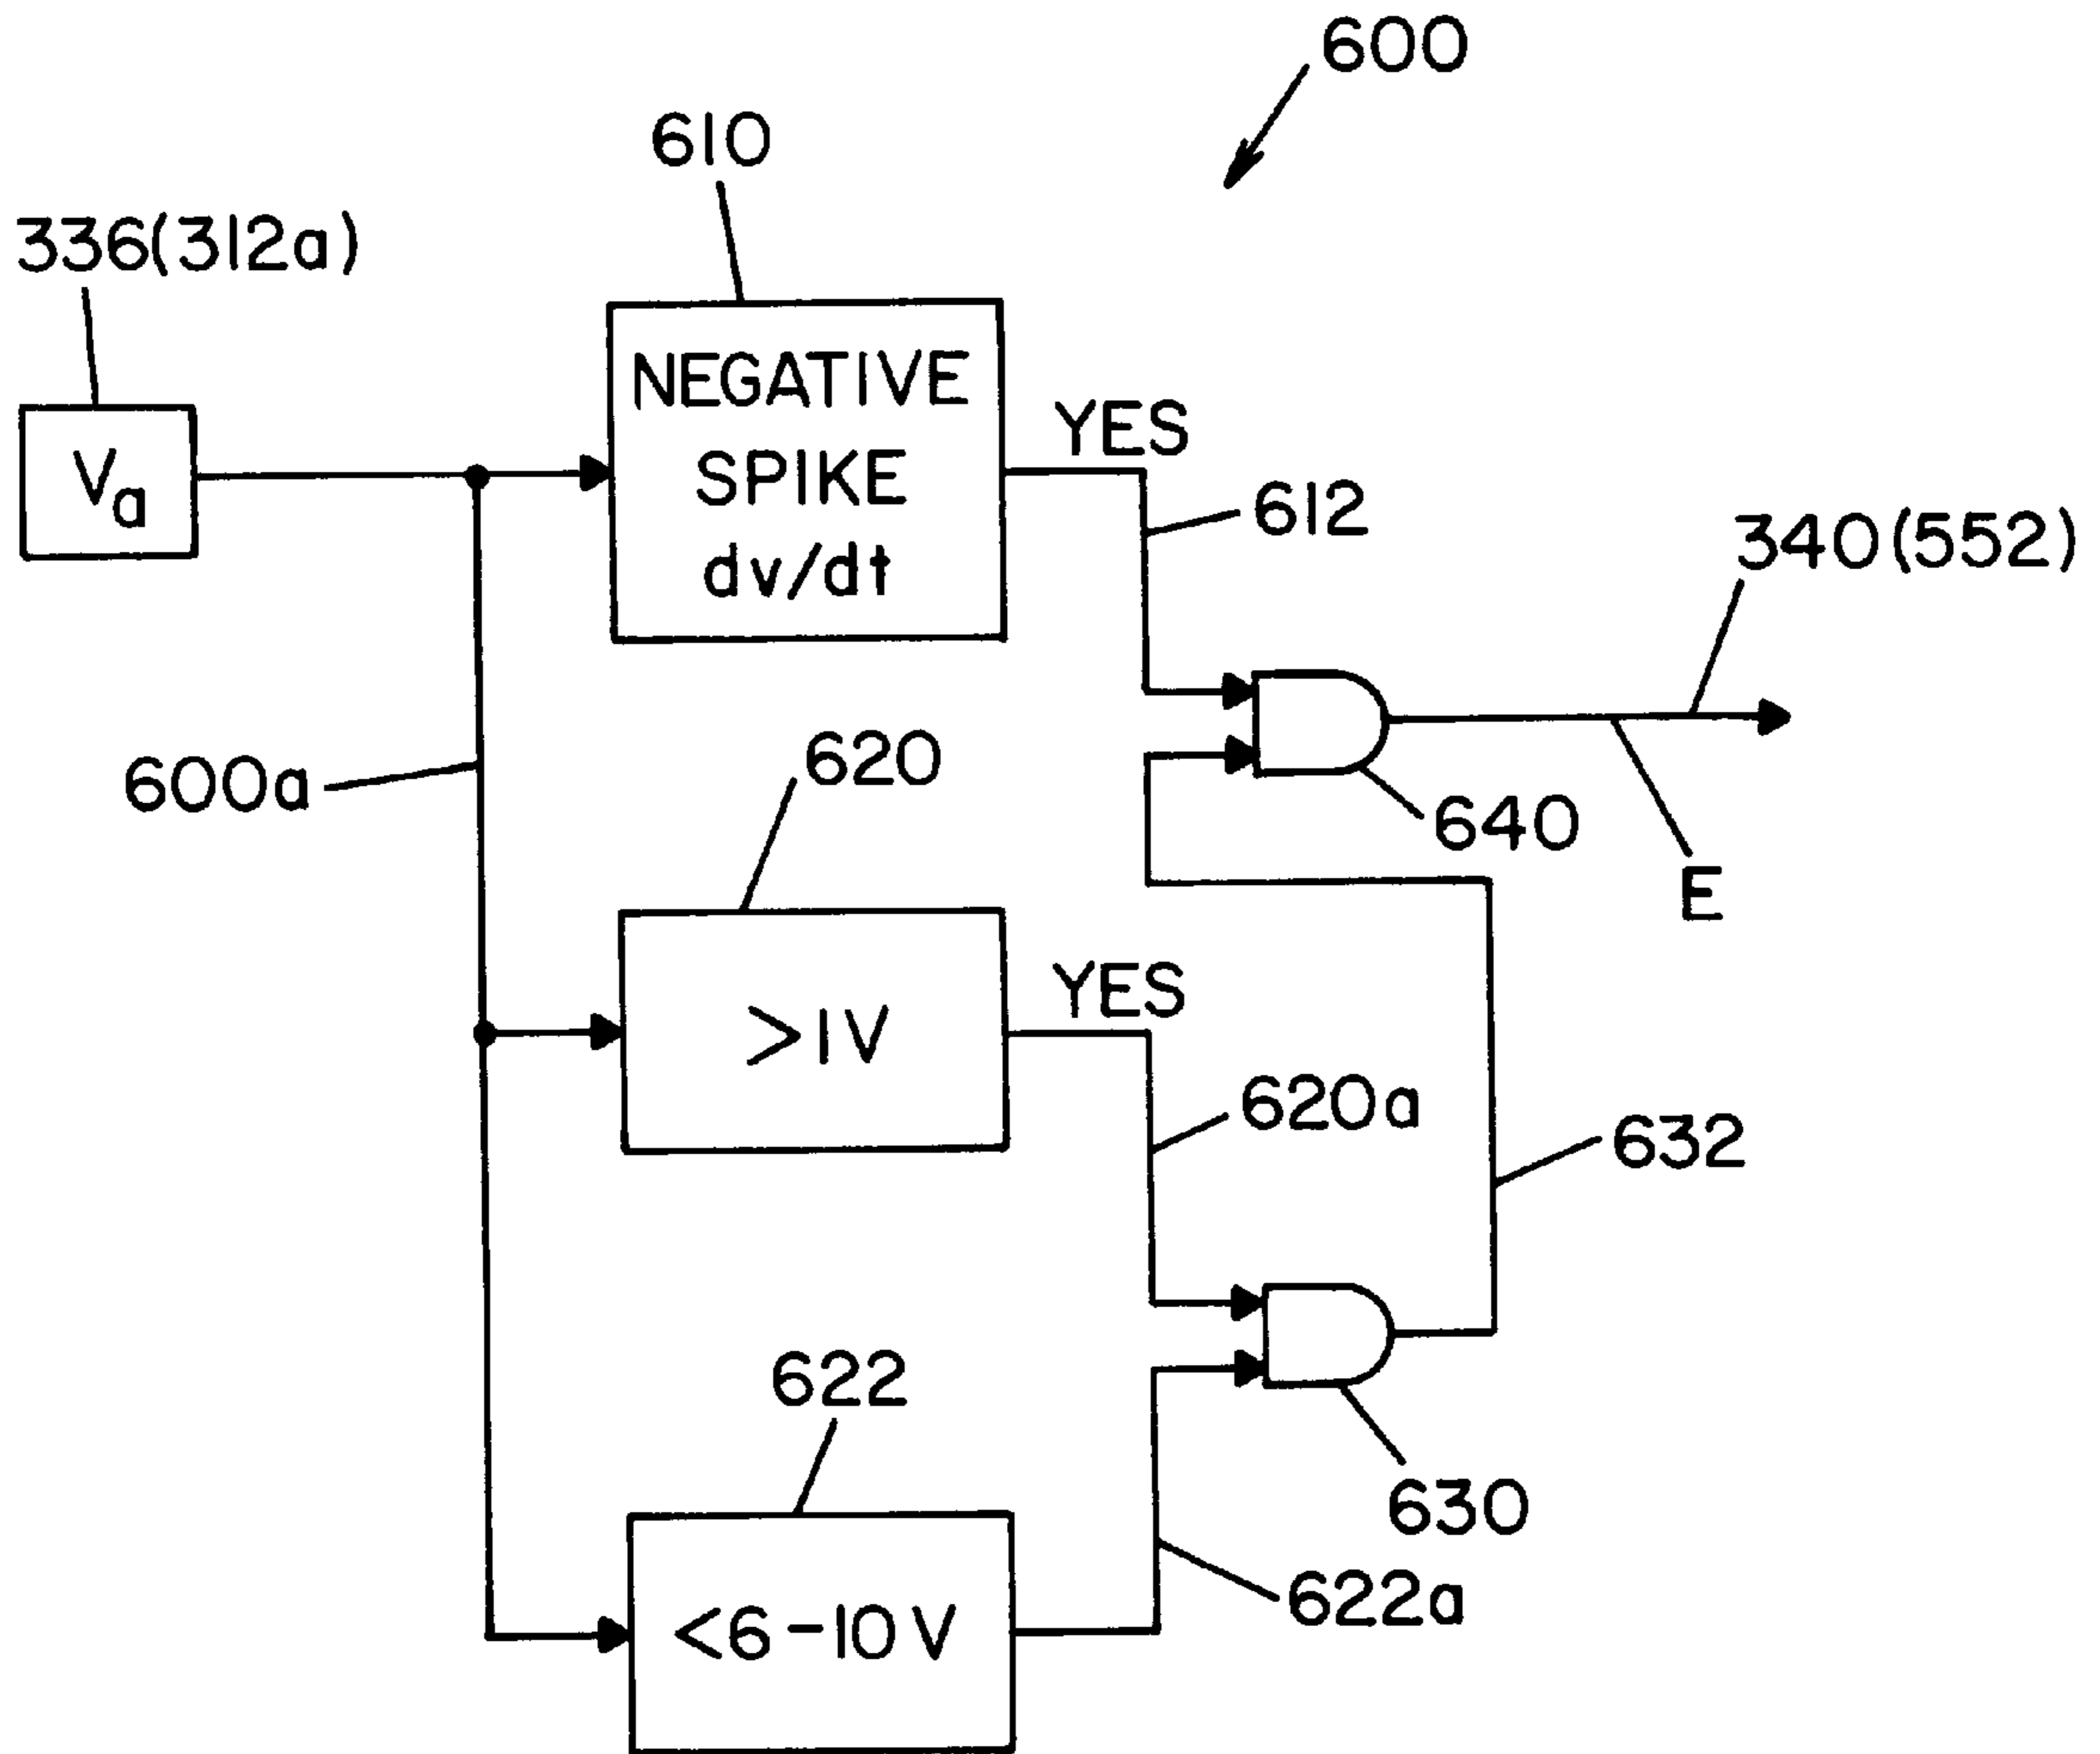 600
610
336(312a)
NEGATIVE
SPIKE
dv/dt
YES
Va
612
340(552)
600a
620
640
E
>1V
YES
620a
632
622
630
<6-10V
622a